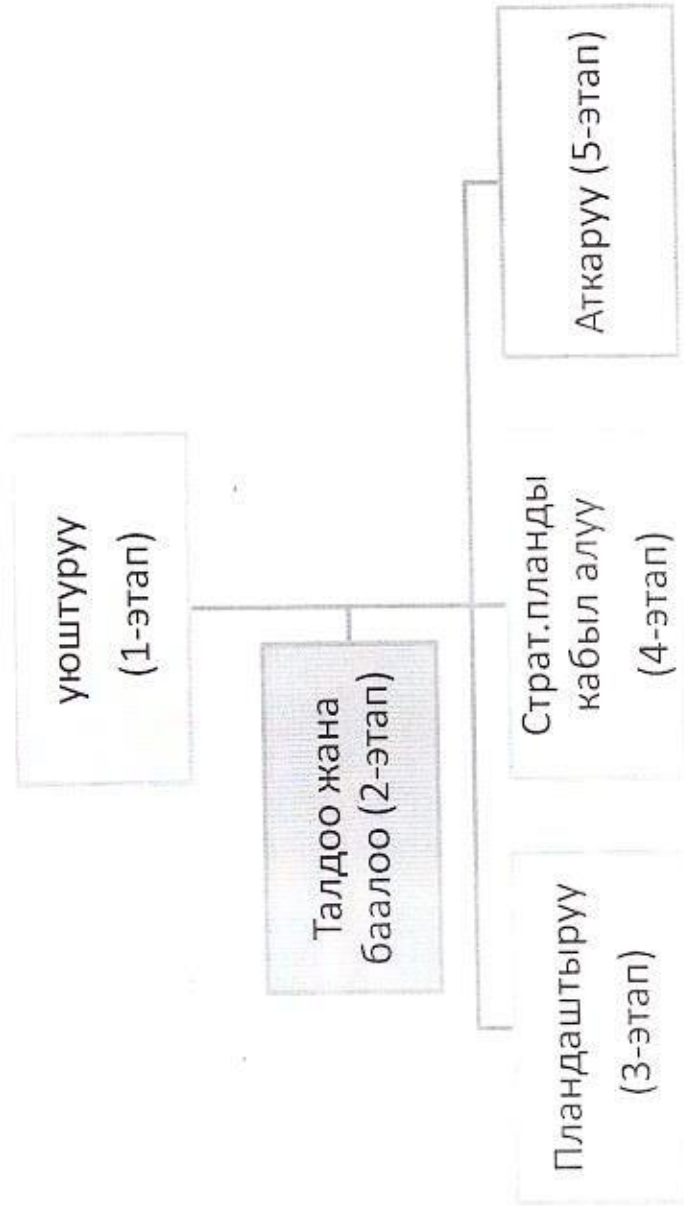 уюштуруу
(1-этап)
Талдоо жана
баалоо (2-этап)
Пландаштыруу
(3-этап)
Страт.планды
кабыл алуу
(4-этап)
Аткаруу (5-этап)